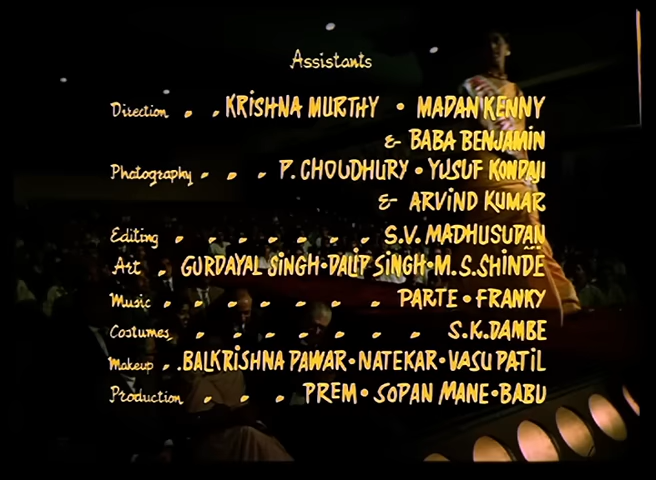 Assistants
Direction . . KRISHNA MURTHY • MADAN KENNY
& BABA BENJAMIN
Photography . . . P. CHOUDHURY • YUSUF KONDAJI
& ARVIND KUMAR
Editing . . . . . . . S.V. MADHUSUDAN
Art . GURDAYAL SINGH • DALIP SINGH • M.S. SHINDE
Music . . . . . . . PARTE • FRANKY
Costumes . . . . . . . S.K. DAMBE
Makeup . . BALKRISHNA PAWAR • NATEKAR • VASU PATIL
Production . . . PREM • SOPAN MANE • BABU